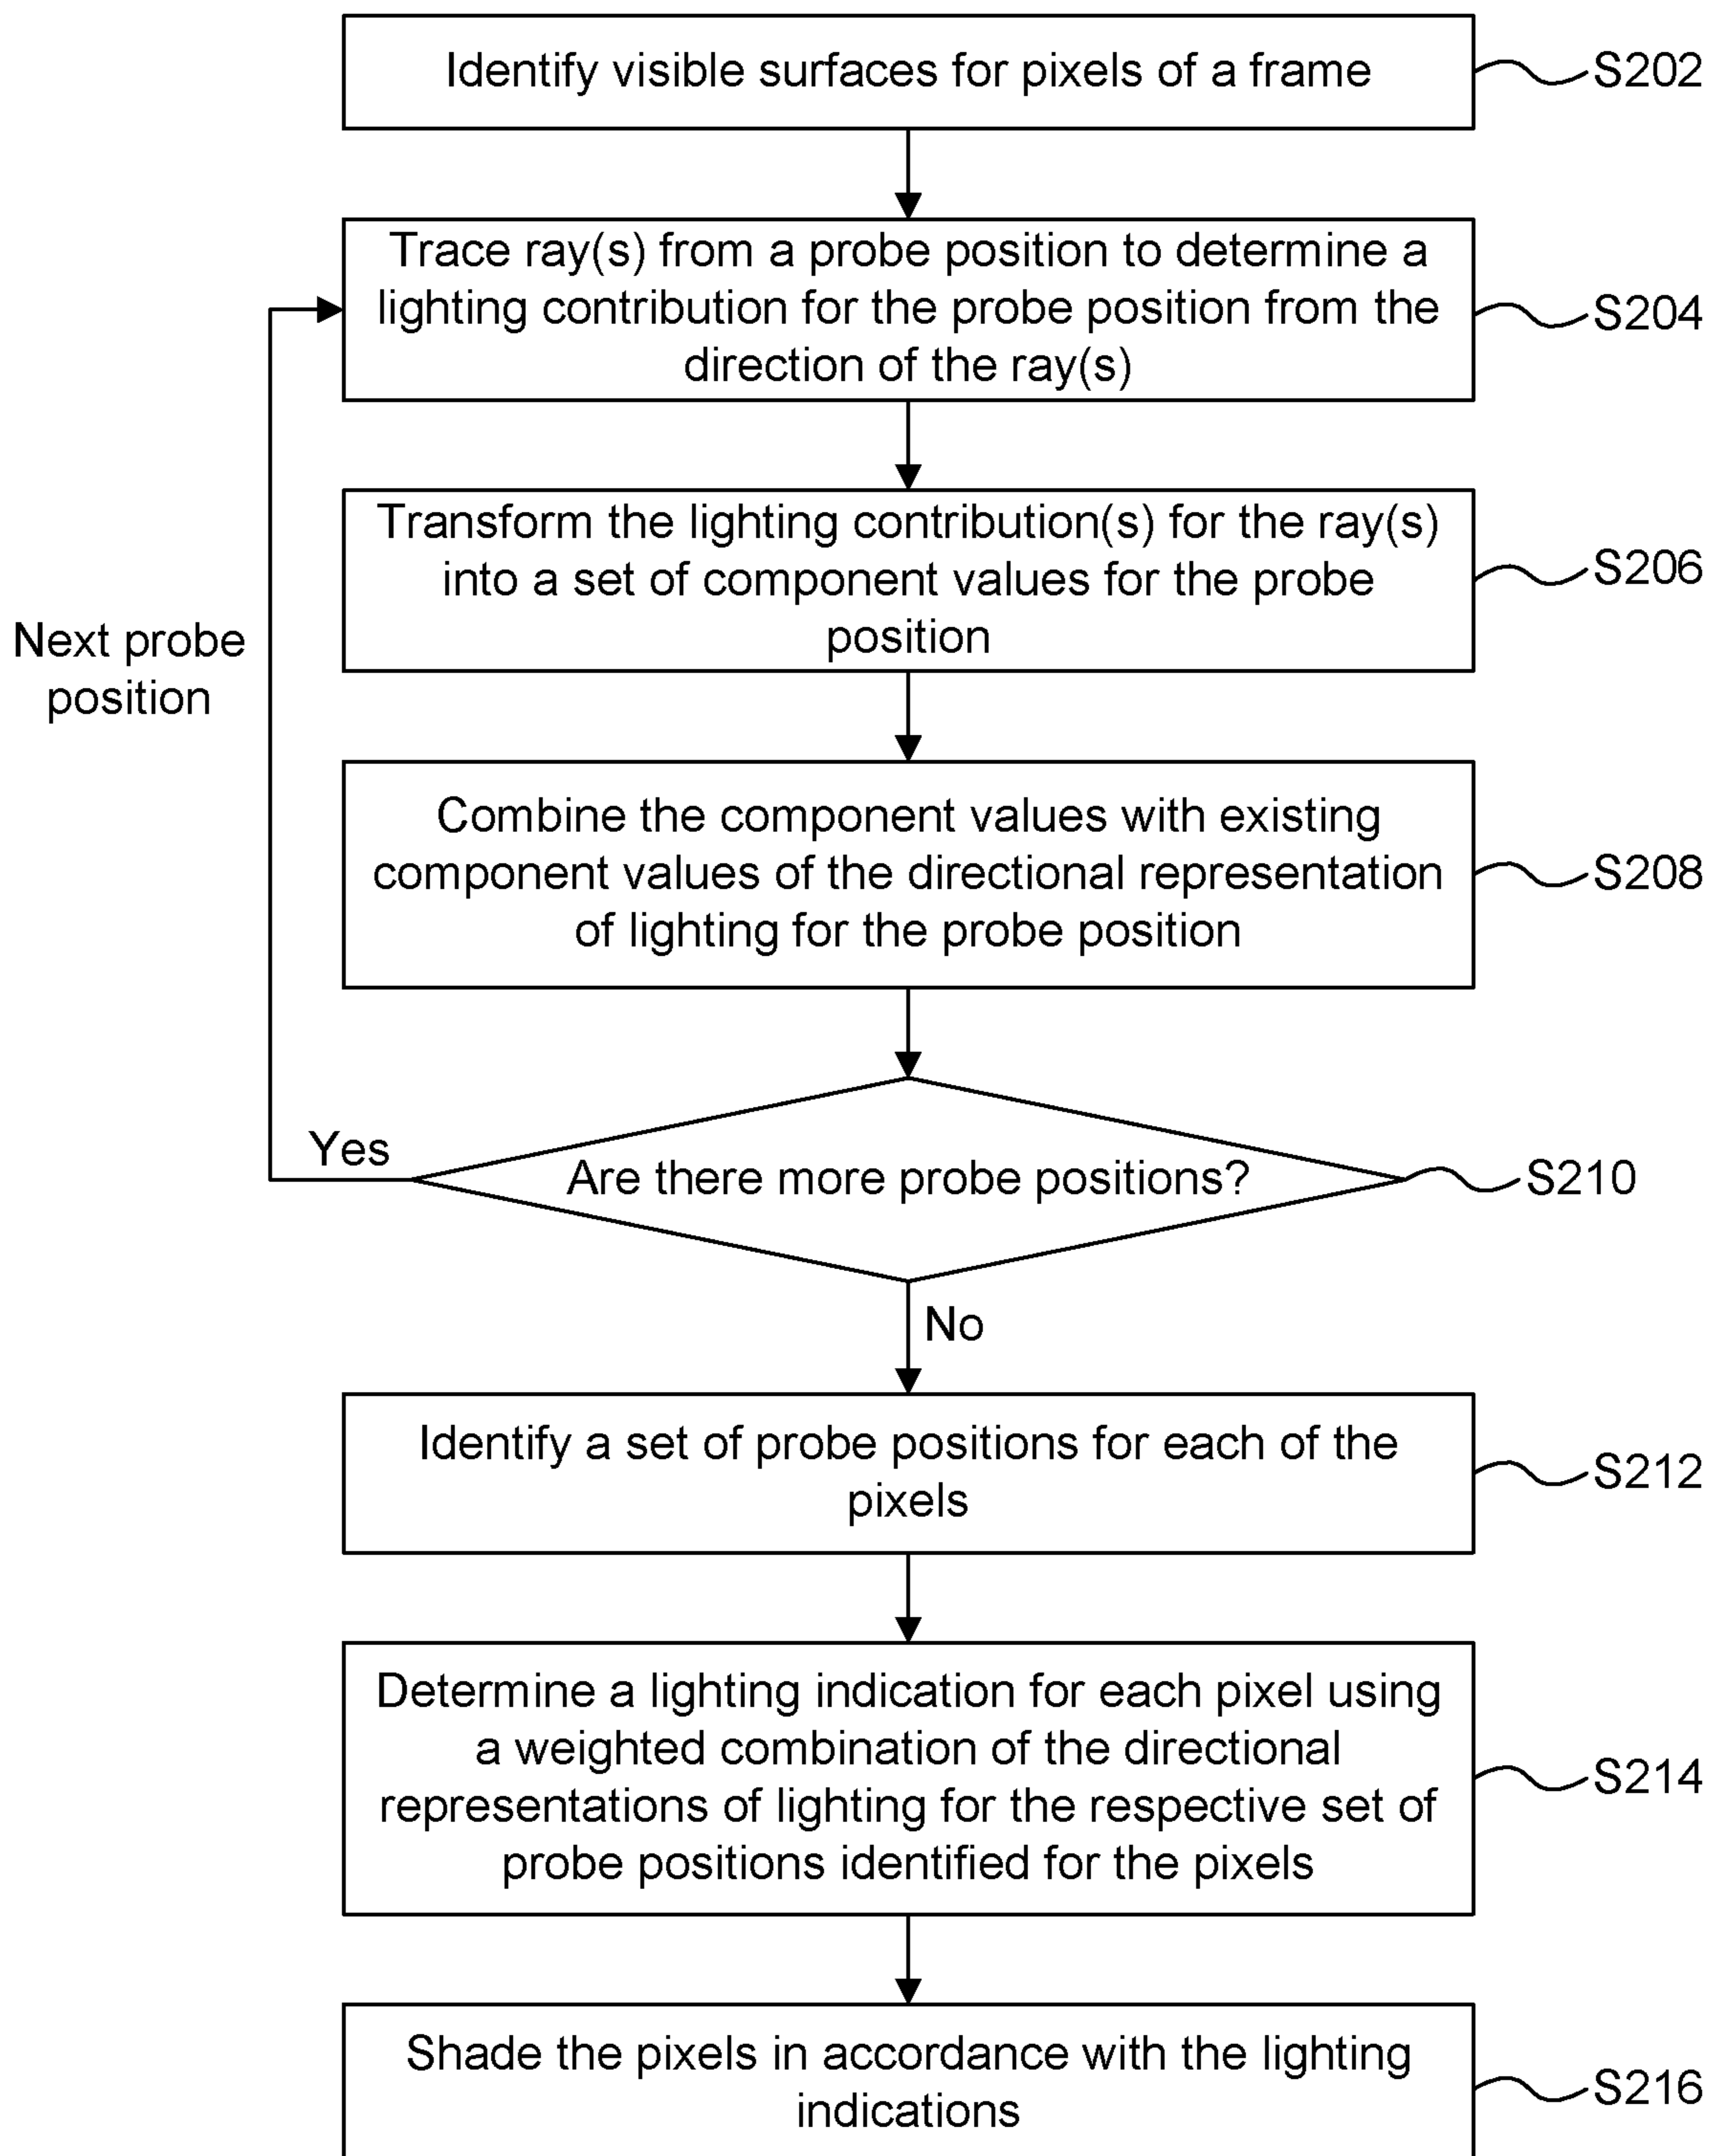 Identify visible surfaces for pixels of a frame
S202
Trace ray(s) from a probe position to determine a
lighting contribution for the probe position from the
direction of the ray(s)
S204
Transform the lighting contribution(s) for the ray(s)
into a set of component values for the probe
position
S206
Next probe
position
Combine the component values with existing
component values of the directional representation
of lighting for the probe position
S208
Yes
Are there more probe positions?
S210
No
Identify a set of probe positions for each of the
pixels
S212
Determine a lighting indication for each pixel using
a weighted combination of the directional
representations of lighting for the respective set of
probe positions identified for the pixels
S214
Shade the pixels in accordance with the lighting
indications
S216